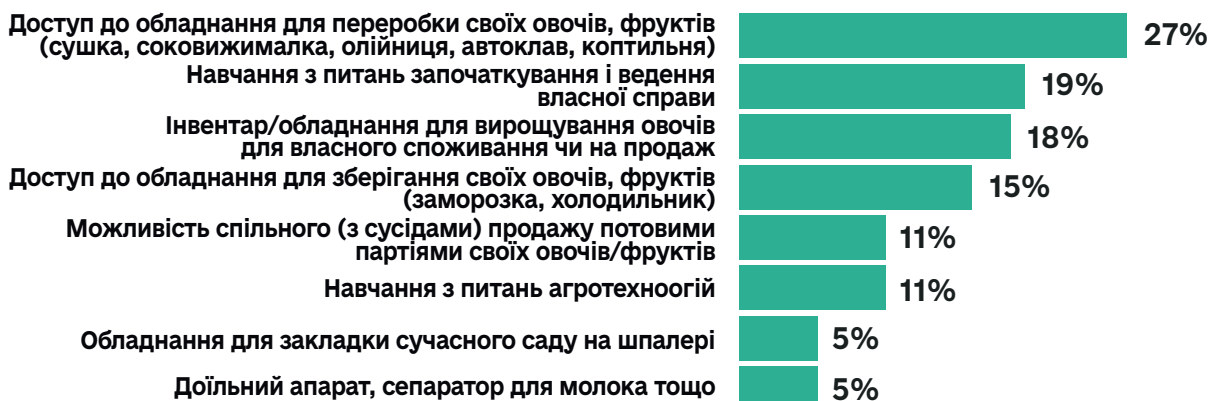 Доступ до обладнання для переробки своїх овочів, фруктів
(сушка, соковижималка, олійниця, автоклав, коптильня)
27%
Навчання з питань започаткування і ведення
власної справи
19%
Інвентар/обладнання для вирощування овочів
для власного споживання чи на продаж
18%
Доступ до обладнання для зберігання своїх овочів, фруктів
(заморозка, холодильник)
15%
Можливість спільного (з сусідами) продажу потовими
партіями своїх овочів/фруктів
11%
Навчання з питань агротехноогій
11%
Обладнання для закладки сучасного саду на шпалері
5%
Доїльний апарат, сепаратор для молока тощо
5%